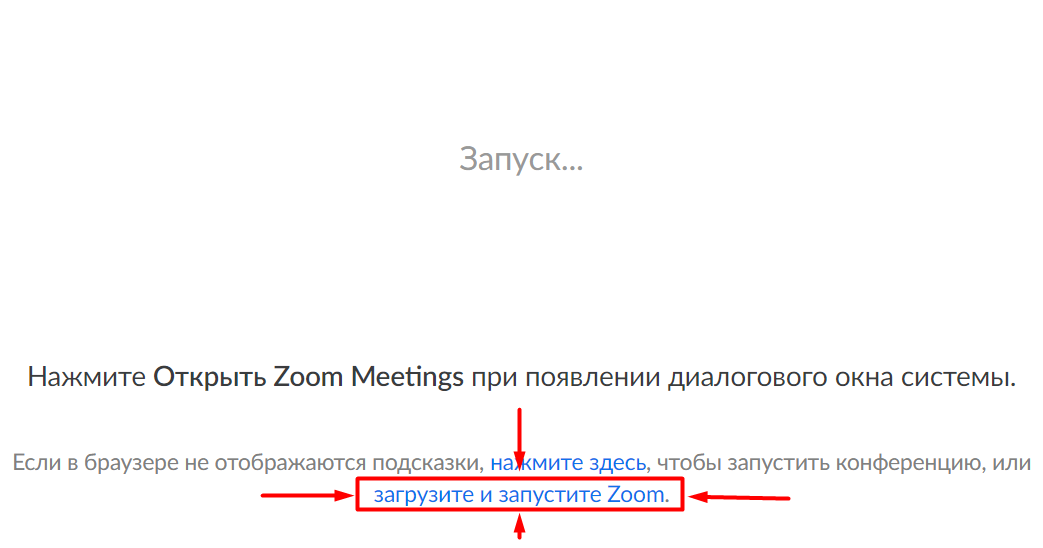 Запуск...
Нажмите Открыть Zoom Meetings при появлении диалогового окна системы.
Если в браузере не отображаются подсказки, нажмите здесь, чтобы запустить конференцию, или
загрузите и запустите Zoom.